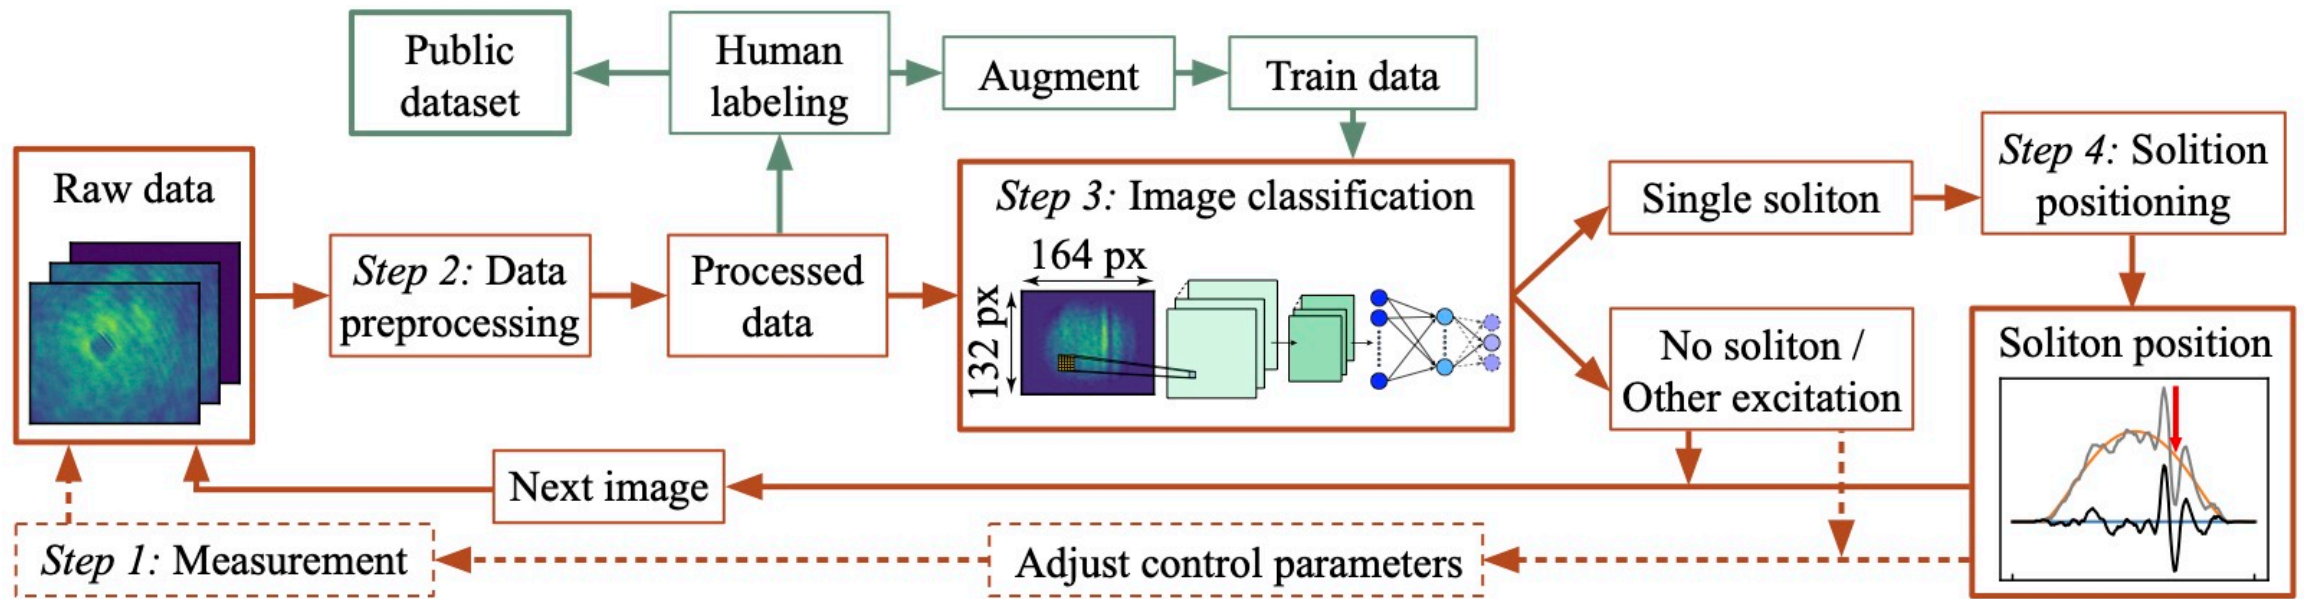 Public
dataset
Human
labeling
Augment
Train data
Raw data
Step 2: Data
preprocessing
Processed
data
Step 3: Image classification
164 px
132 px
Single soliton
Step 4: Solition
positioning
No soliton /
Other excitation
Soliton position
Next image
Step 1: Measurement
Adjust control parameters